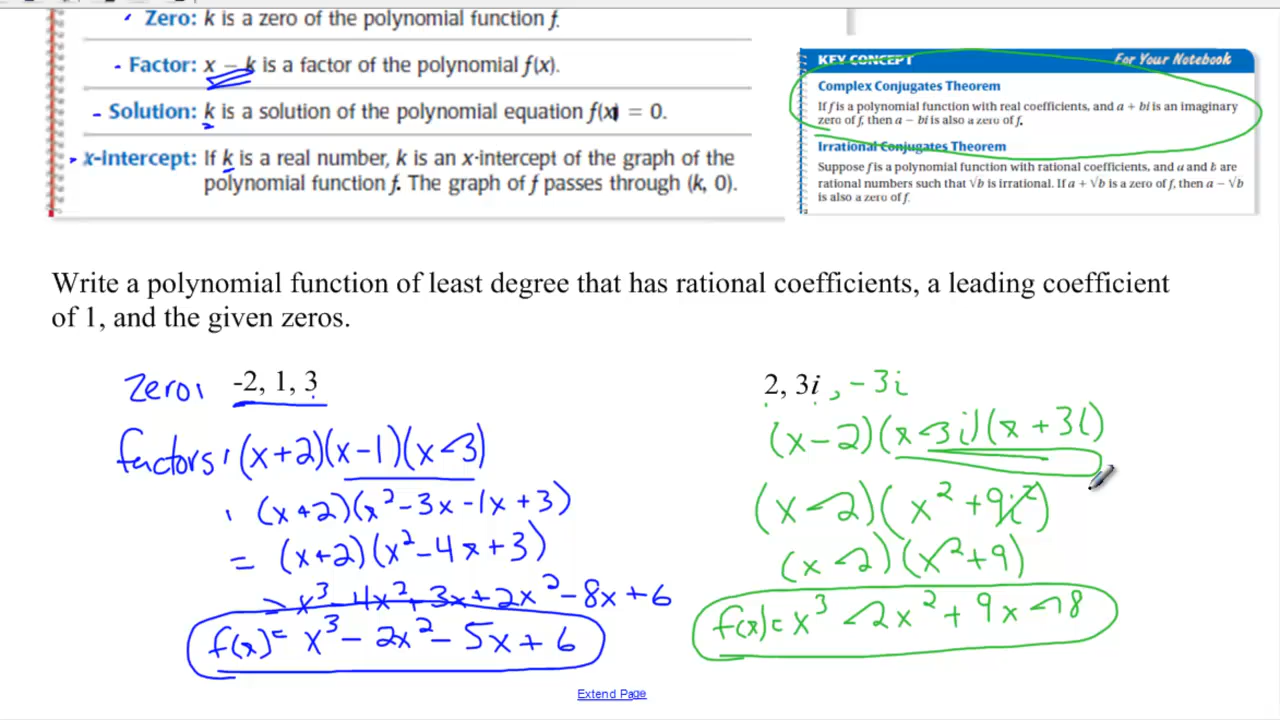 Zero: k is a zero of the polynomial function f.
- Factor: x – k is a factor of the polynomial f(x).
- Solution: k is a solution of the polynomial equation f(x) = 0.
x-intercept: If k is a real number, k is an x-intercept of the graph of the
polynomial function f. The graph of f passes through (k, 0).
KEY CONCEPT For Your Notebook
Complex Conjugates Theorem
If f is a polynomial function with real coefficients, and a + bi is an imaginary
zero of f, then a – bi is also a zero of f.
Irrational Conjugates Theorem
Suppose f is a polynomial function with rational coefficients, and a and b are
rational numbers such that √b is irrational. If a + √b is a zero of f, then a – √b
is also a zero of f.
Write a polynomial function of least degree that has rational coefficients, a leading coefficient
of 1, and the given zeros.
Zero: -2, 1, 3
factors: (x+2)(x-1)(x-3)
(x+2)(x²-3x-1x+3)
= (x+2)(x²-4x+3)
= x³-4x²+3x+2x²-8x+6
f(x)= x³-2x²-5x+6
2, 3i, -3i
(x-2)(x-3i)(x+3i)
(x-2)(x²+9i²)
(x-2)(x²+9)
f(x)= x³-2x²+9x-18
Extend Page